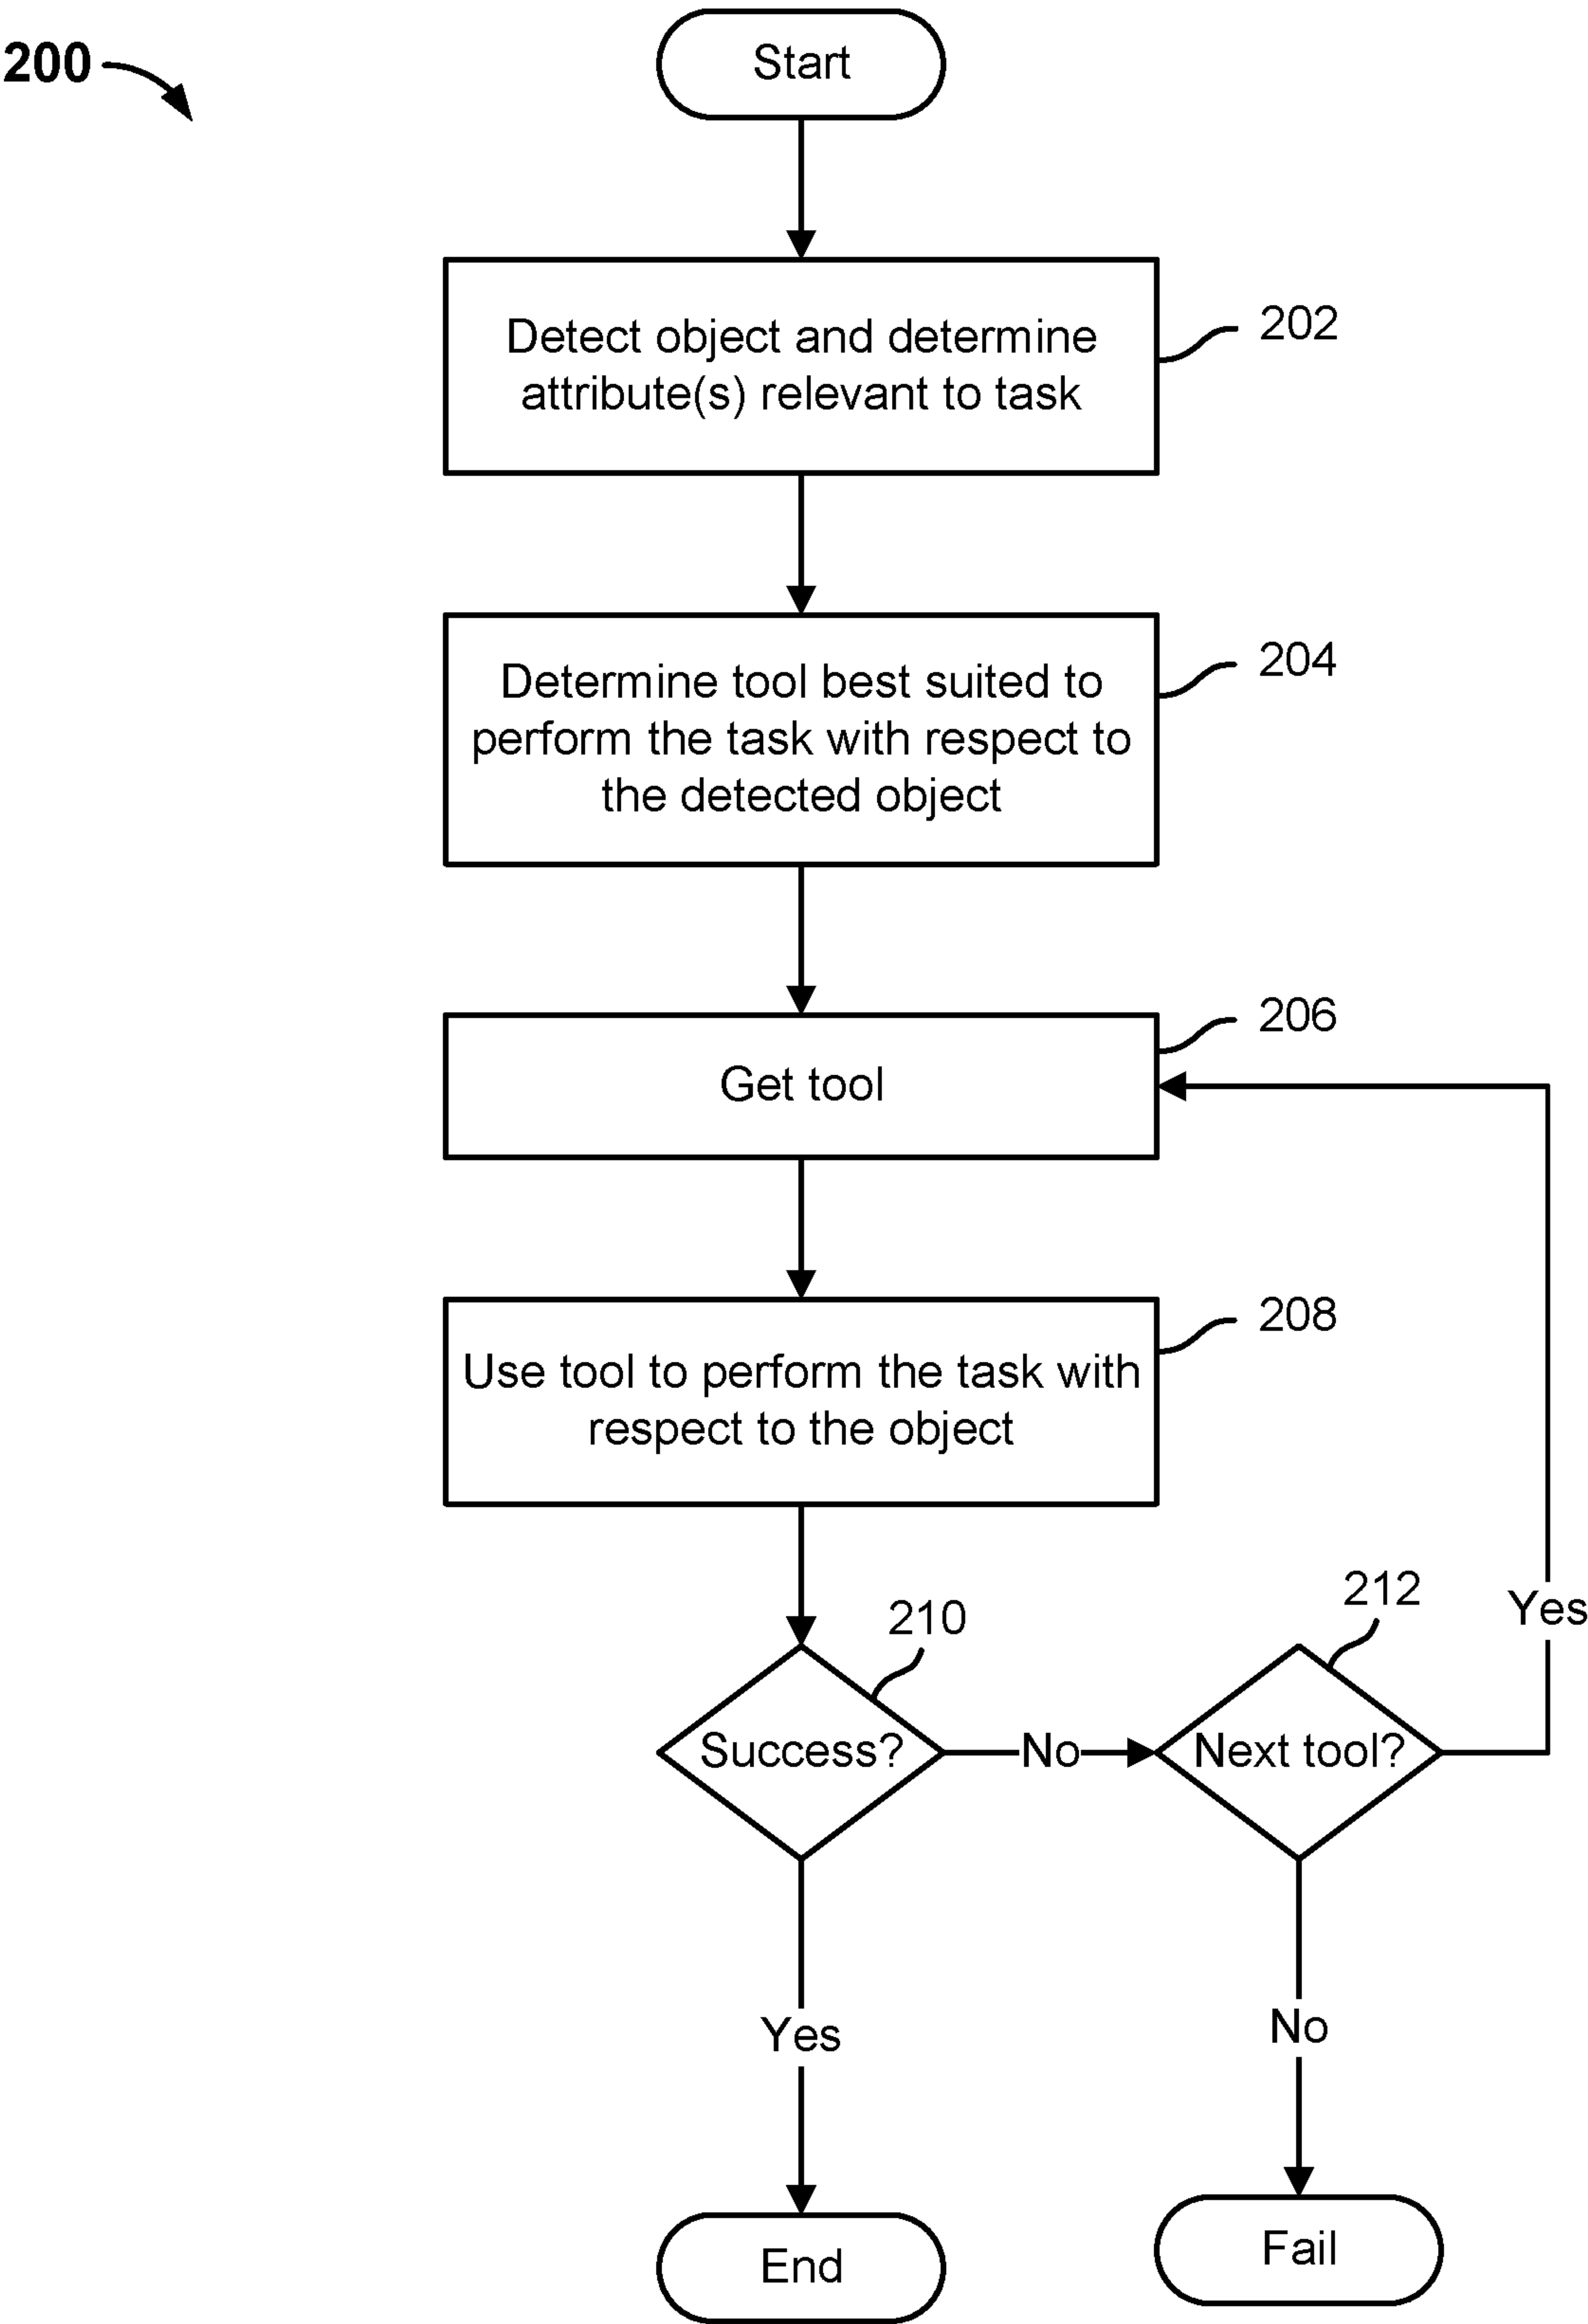 200
Start
Detect object and determine
attribute(s) relevant to task
202
Determine tool best suited to
perform the task with respect to
the detected object
204
Get tool
206
Use tool to perform the task with
respect to the object
208
Success?
210
No
Next tool?
212
Yes
Yes
No
End
Fail